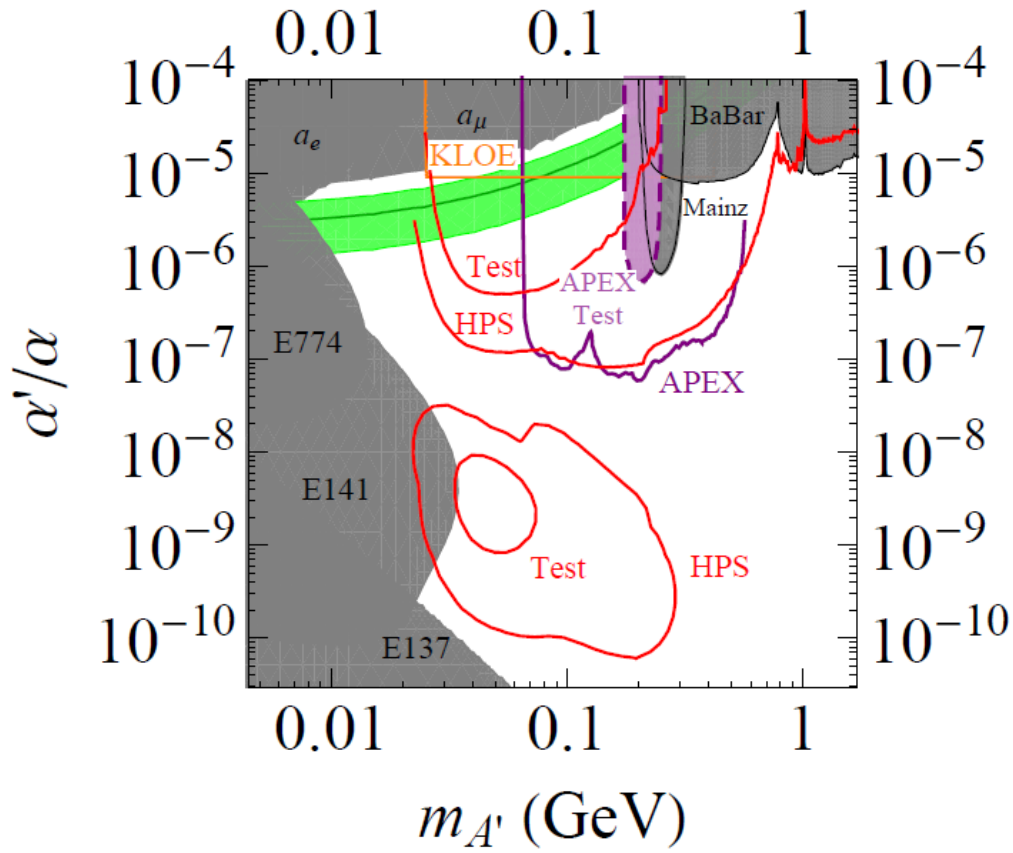 0.01 0.1 1
10⁻⁴ 10⁻⁴
a_μ BaBar
a_e
KLOE
10⁻⁵ 10⁻⁵
Mainz
10⁻⁶ 10⁻⁶
Test APEX
Test
HPS
E774
10⁻⁷ 10⁻⁷
APEX
α'/α
10⁻⁸ 10⁻⁸
E141
10⁻⁹ 10⁻⁹
Test HPS
10⁻¹⁰ 10⁻¹⁰
E137
0.01 0.1 1
m_A' (GeV)